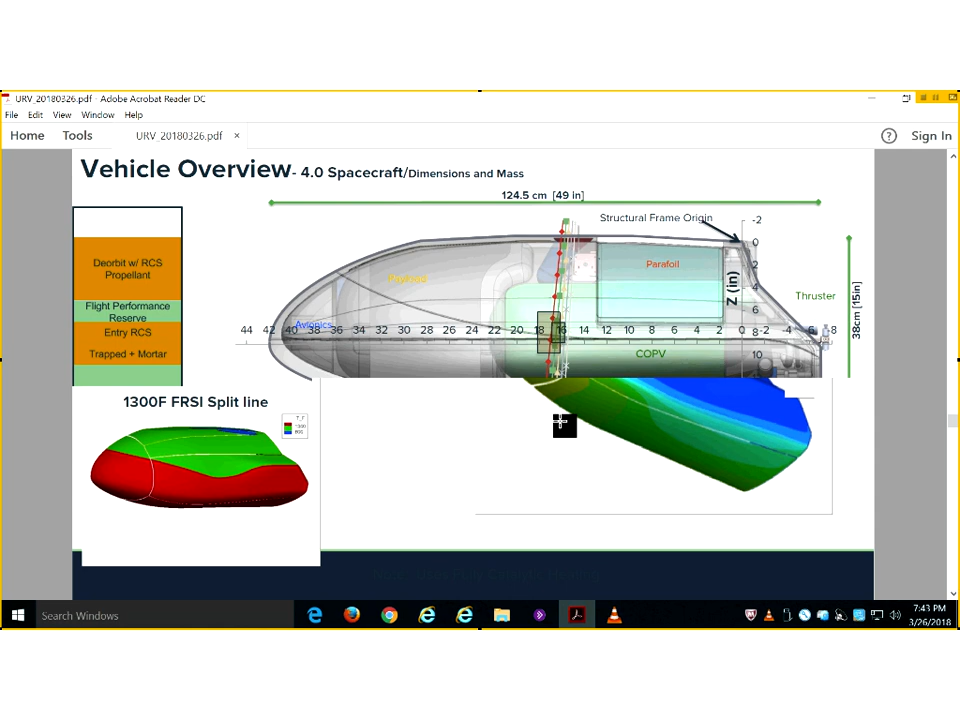 URV_20180326.pdf - Adobe Acrobat Reader DC
File Edit View Window Help
Home Tools URV_20180326.pdf × ? Sign In
Vehicle Overview- 4.0 Spacecraft/Dimensions and Mass
124.5 cm [49 in]
Structural Frame Origin
-2
0
Deorbit w/ RCS
Propellant
Parafoil
2
4
Z (in)
Thruster
38cm [15in]
Flight Performance
Reserve
6
Avionics
44 42 40 38 36 34 32 30 28 26 24 22 20 18 16 14 12 10 8 6 4 2 0 -2 -4 -6 -8
8
Entry RCS
Trapped + Mortar
COPV
10
1300F FRSI Split line
Search Windows
7:43 PM
3/26/2018